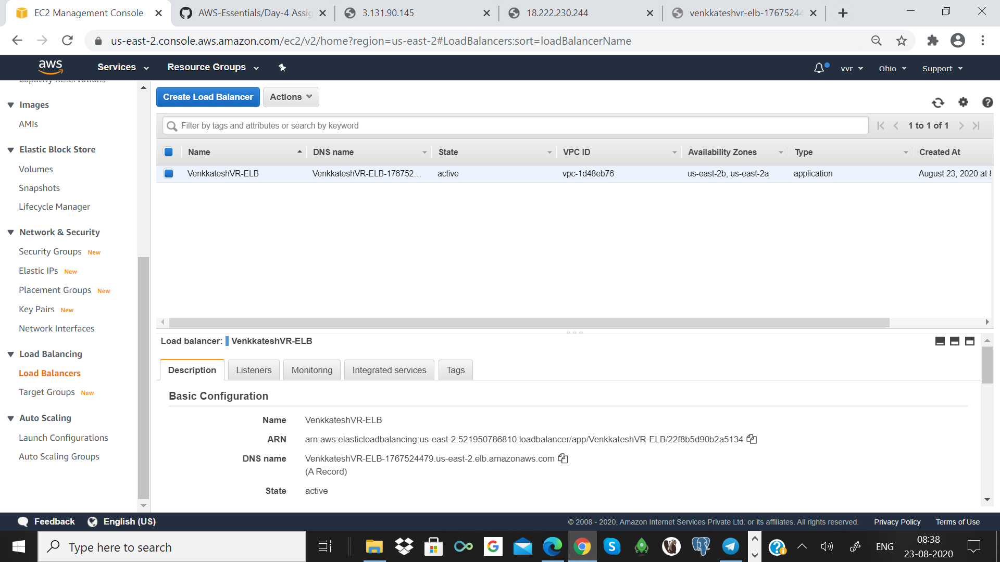 EC2 Management Console
AWS-Essentials/Day-4 Assig
3.131.90.145
18.222.230.244
venkkateshvr-elb-17675244
us-east-2.console.aws.amazon.com/ec2/v2/home?region=us-east-2#LoadBalancers:sort=loadBalancerName
aws
Services
Resource Groups
vvr
Ohio
Support
Capacity Reservations
Images
AMIs
Elastic Block Store
Volumes
Snapshots
Lifecycle Manager
Network & Security
Security Groups New
Elastic IPs New
Placement Groups New
Key Pairs New
Network Interfaces
Load Balancing
Load Balancers
Target Groups New
Auto Scaling
Launch Configurations
Auto Scaling Groups
Create Load Balancer
Actions
Filter by tags and attributes or search by keyword
1 to 1 of 1
Name DNS name State VPC ID Availability Zones Type Created At
VenkkateshVR-ELB VenkkateshVR-ELB-176752... active vpc-1d48eb76 us-east-2b, us-east-2a application August 23, 2020 at
Load balancer: VenkkateshVR-ELB
Description Listeners Monitoring Integrated services Tags
Basic Configuration
Name VenkkateshVR-ELB
ARN arn:aws:elasticloadbalancing:us-east-2:521950786810:loadbalancer/app/VenkkateshVR-ELB/22f8b5d90b2a5134
DNS name VenkkateshVR-ELB-1767524479.us-east-2.elb.amazonaws.com
(A Record)
State active
Feedback English (US)
© 2008 - 2020, Amazon Internet Services Private Ltd. or its affiliates. All rights reserved. Privacy Policy Terms of Use
Type here to search
ENG
08:38
23-08-2020